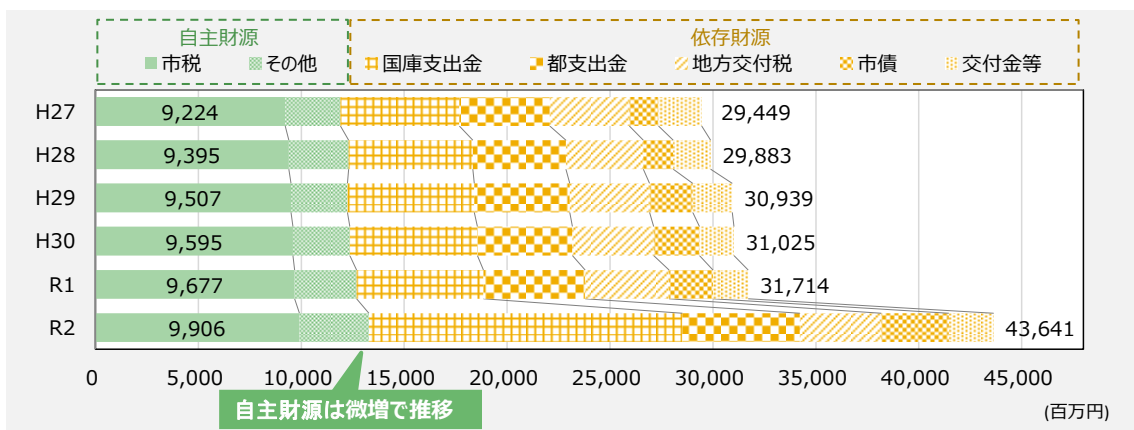 自主財源 依存財源
市税 その他 国庫支出金 都支出金 地方交付税 市債 交付金等
H27 9,224 29,449
H28 9,395 29,883
H29 9,507 30,939
H30 9,595 31,025
R1 9,677 31,714
R2 9,906 43,641
0 5,000 10,000 15,000 20,000 25,000 30,000 35,000 40,000 45,000
自主財源は微増で推移
(百万円)